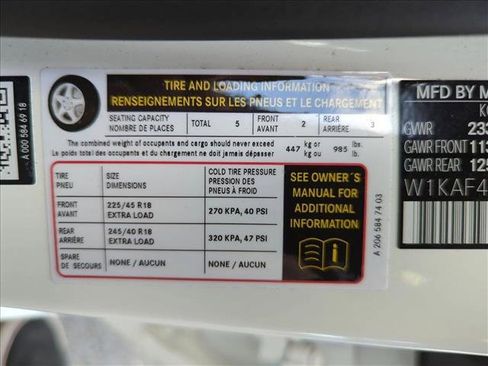 TIRE AND LOADING INFORMATION
RENSEIGNEMENTS SUR LES PNEUS ET LE CHARGEMENT
SEATING CAPACITY
NOMBRE DE PLACES
TOTAL 5
FRONT
AVANT 2
REAR
ARRIÈRE 3
The combined weight of occupants and cargo should never exceed
Le poids total des occupants et du chargement ne doit jamais dépasser
447 kg or
kg ou
985 lbs.
lb.
TIRE
PNEU
SIZE
DIMENSIONS
COLD TIRE PRESSURE
PRESSION DES
PNEUS À FROID
FRONT
AVANT
225/45 R18
EXTRA LOAD
270 KPA, 40 PSI
REAR
ARRIÈRE
245/40 R18
EXTRA LOAD
320 KPA, 47 PSI
SPARE
DE SECOURS
NONE / AUCUN
NONE / AUCUN
SEE OWNER´S
MANUAL FOR
ADDITIONAL
INFORMATION
A 206 584 74 03
A 000 584 69 18
MFD BY M
GVWR 233
GAWR FRONT 113
GAWR REAR 125
W1KAF4